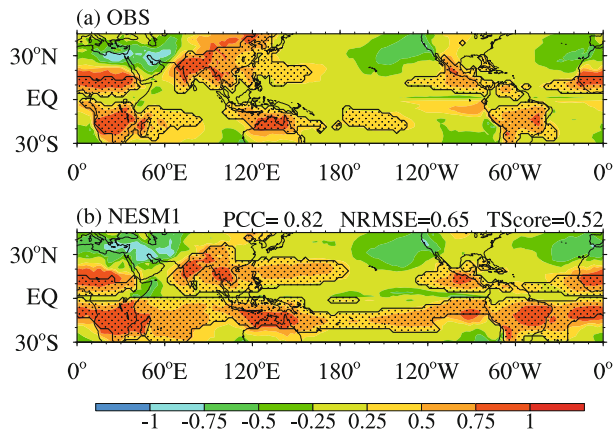 (a) OBS
30°N
EQ
30°S
0° 60°E 120°E 180° 120°W 60°W 0°
(b) NESM1 PCC= 0.82 NRMSE=0.65 TScore=0.52
30°N
EQ
30°S
0° 60°E 120°E 180° 120°W 60°W 0°
-1 -0.75 -0.5 -0.25 0.25 0.5 0.75 1